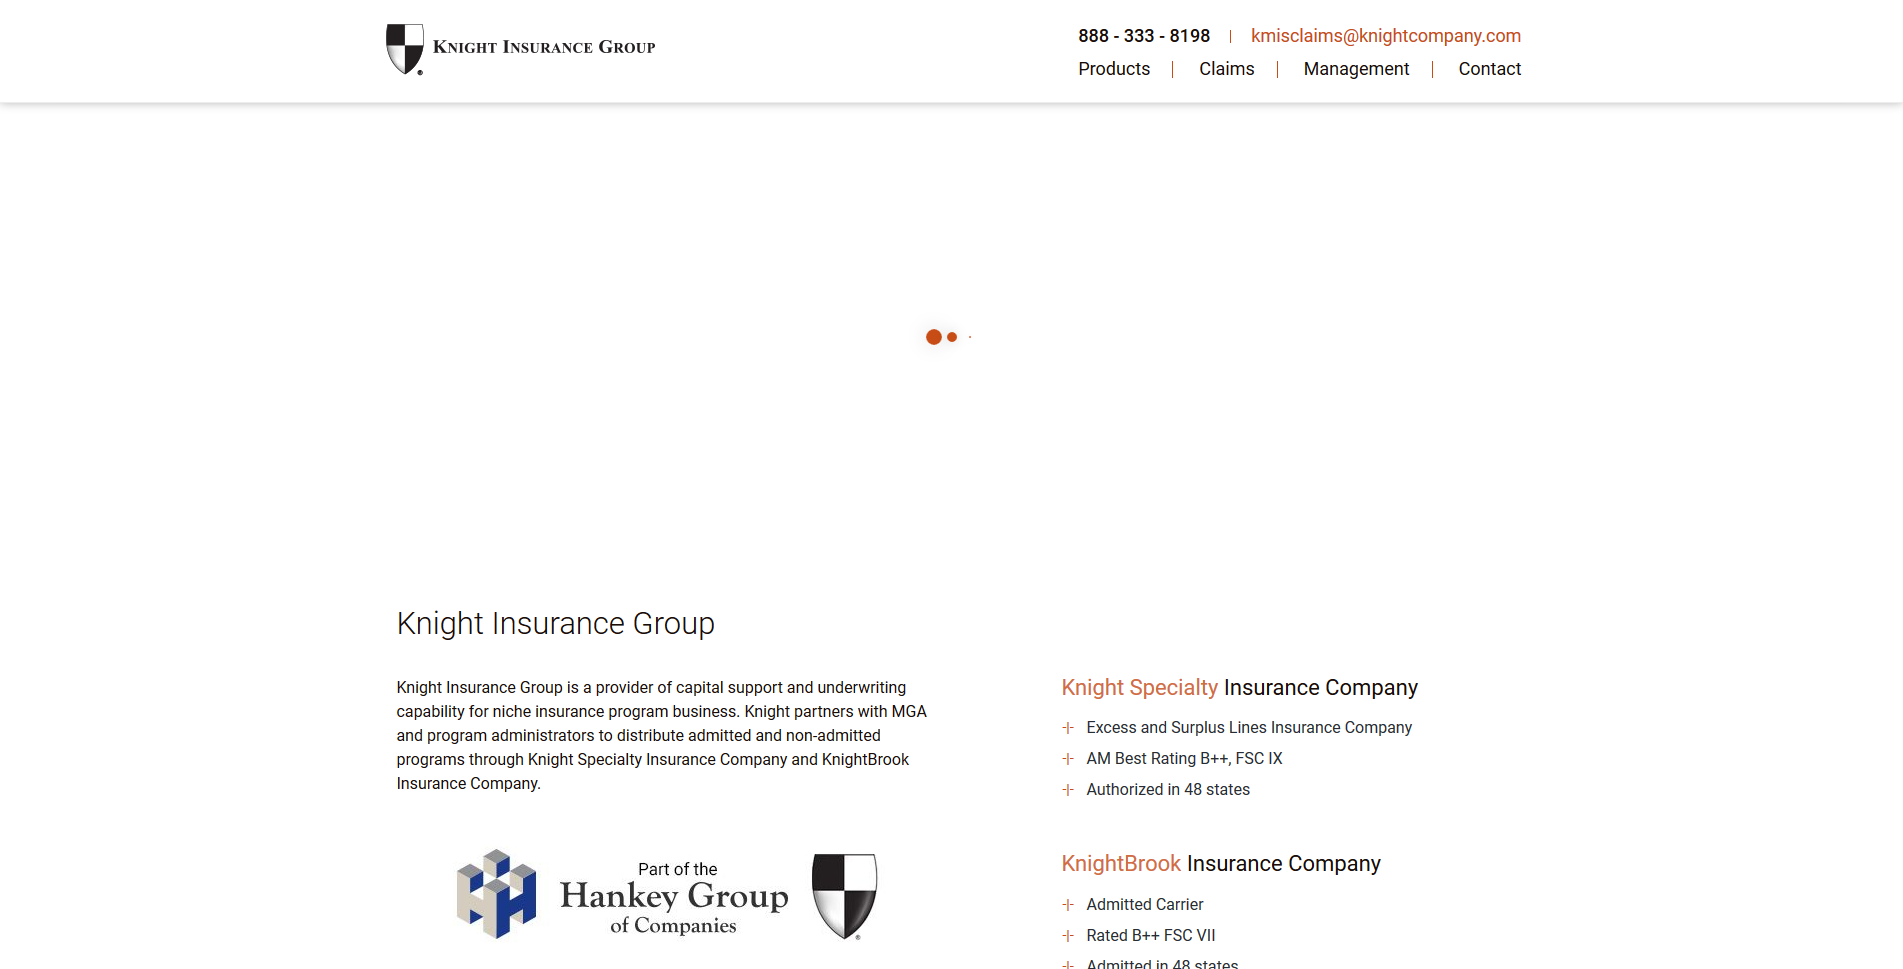 Knight Insurance Group
888 - 333 - 8198 | kmisclaims@knightcompany.com
Products | Claims | Management | Contact
Knight Insurance Group
Knight Insurance Group is a provider of capital support and underwriting
capability for niche insurance program business. Knight partners with MGA
and program administrators to distribute admitted and non-admitted
programs through Knight Specialty Insurance Company and KnightBrook
Insurance Company.
Part of the
Hankey Group
of Companies
Knight Specialty Insurance Company
Excess and Surplus Lines Insurance Company
AM Best Rating B++, FSC IX
Authorized in 48 states
KnightBrook Insurance Company
Admitted Carrier
Rated B++ FSC VII
Admitted in 48 states